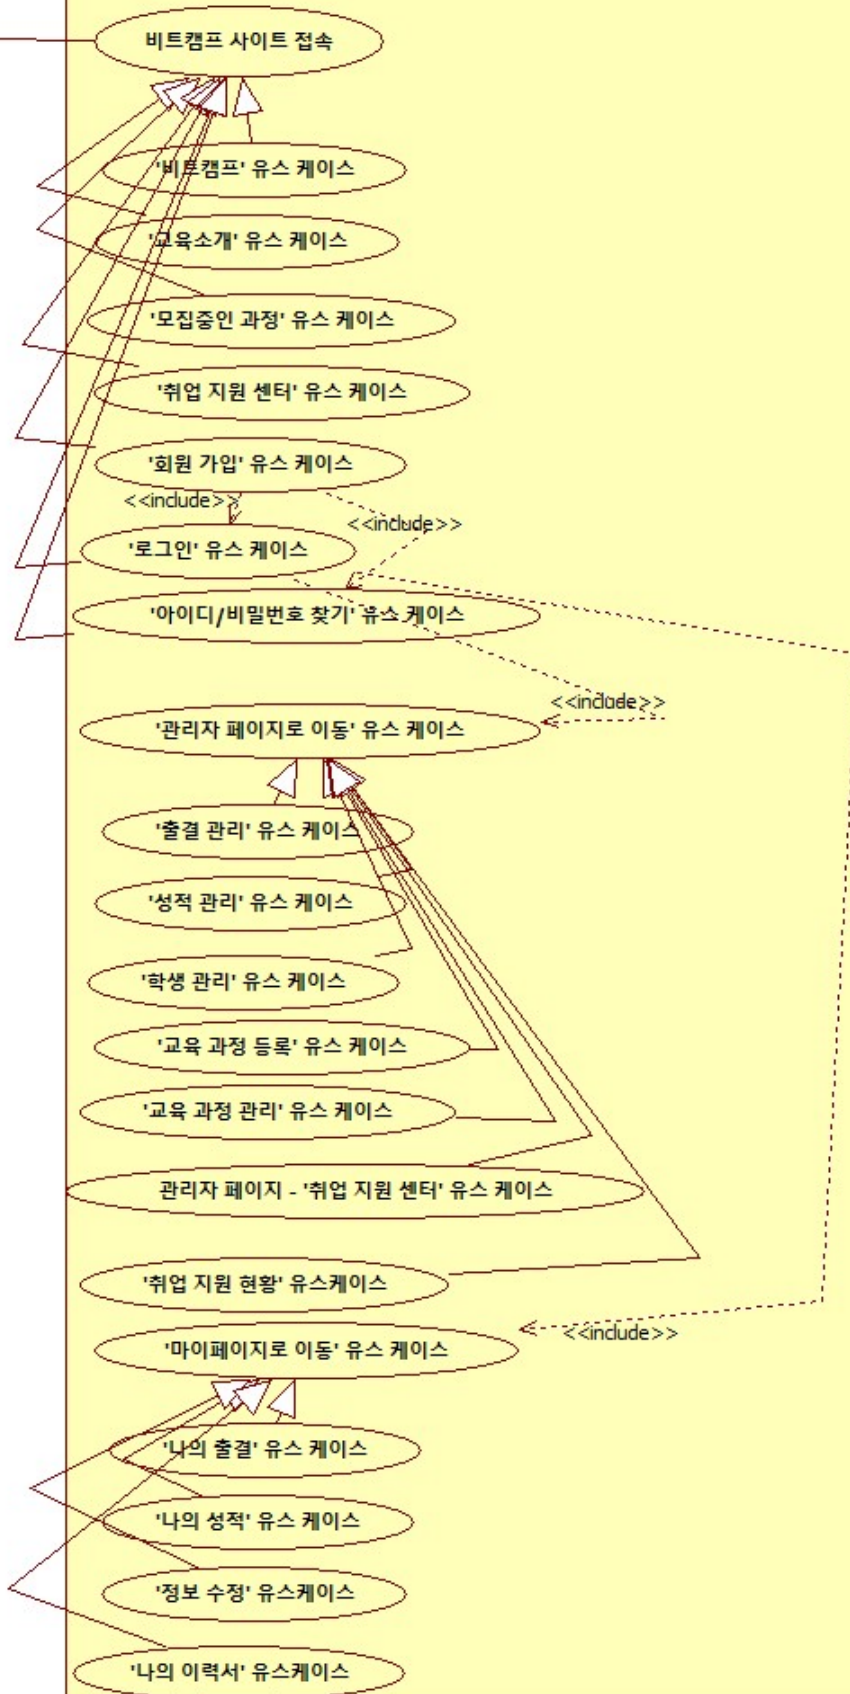 비트캠프 사이트 접속
'비트캠프' 유스 케이스
'교육소개' 유스 케이스
'모집중인 과정' 유스 케이스
'취업 지원 센터' 유스 케이스
'회원 가입' 유스 케이스
<<include>>
<<include>>
'로그인' 유스 케이스
'아이디/비밀번호 찾기' 유스 케이스
<<include>>
'관리자 페이지로 이동' 유스 케이스
'출결 관리' 유스 케이스
'성적 관리' 유스 케이스
'학생 관리' 유스 케이스
'교육 과정 등록' 유스 케이스
'교육 과정 관리' 유스 케이스
관리자 페이지 - '취업 지원 센터' 유스 케이스
'취업 지원 현황' 유스케이스
<<include>>
'마이페이지로 이동' 유스 케이스
'나의 출결' 유스 케이스
'나의 성적' 유스 케이스
'정보 수정' 유스케이스
'나의 이력서' 유스케이스